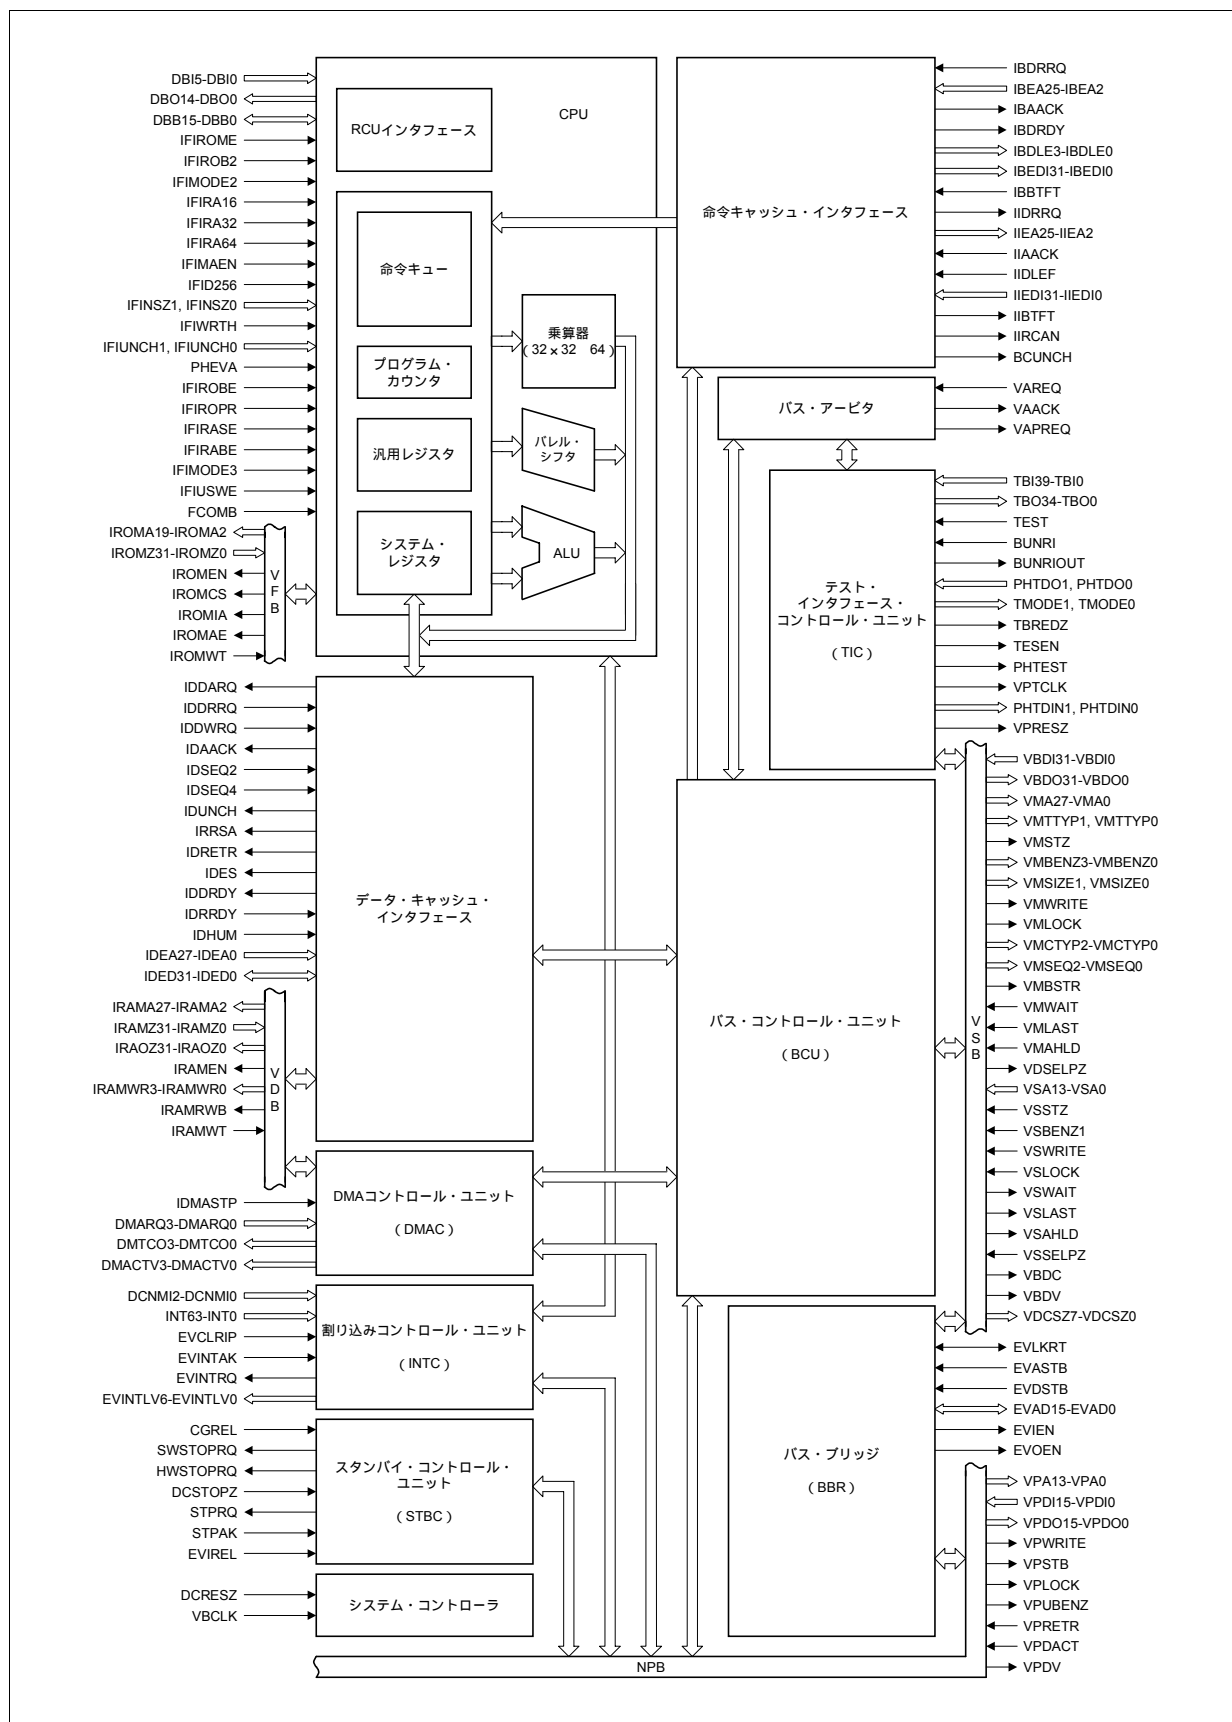 DBI5-DBI0
DBO14-DBO0
DBB15-DBB0
IFIROME
IFIROB2
IFIMODE2
IFIRA16
IFIRA32
IFIRA64
IFIMAEN
IFID256
IFINSZ1, IFINSZ0
IFIWRTH
IFIUNCH1, IFIUNCH0
PHEVA
IFIROBE
IFIROPR
IFIRASE
IFIRABE
IFIMODE3
IFIUSWE
FCOMB
IROMA19-IROMA2
IROMZ31-IROMZ0
IROMEN
IROMCS
IROMIA
IROMAE
IROMWT
VFB
CPU
RCUインタフェース
命令キュー
プログラム・
カウンタ
汎用レジスタ
システム・
レジスタ
乗算器
(32×32 64)
バレル・
シフタ
ALU
命令キャッシュ・インタフェース
IBDRRQ
IBEA25-IBEA2
IBAACK
IBDRDY
IBDLE3-IBDLE0
IBEDI31-IBEDI0
IBBTFT
IIDRRQ
IIEA25-IIEA2
IIAACK
IIDLEF
IIEDI31-IIEDI0
IIBTFT
IIRCAN
BCUNCH
バス・アービタ
VAREQ
VAACK
VAPREQ
テスト・
インタフェース・
コントロール・ユニット
(TIC)
TBI39-TBI0
TBO34-TBO0
TEST
BUNRI
BUNRIOUT
PHTDO1, PHTDO0
TMODE1, TMODE0
TBREDZ
TESEN
PHTEST
VPTCLK
PHTDIN1, PHTDIN0
VPRESZ
IDDARQ
IDDRRQ
IDDWRQ
IDAACK
IDSEQ2
IDSEQ4
IDUNCH
IRRSA
IDRETR
IDES
IDDRDY
IDRRDY
IDHUM
IDEA27-IDEA0
IDED31-IDED0
IRAMA27-IRAMA2
IRAMZ31-IRAMZ0
IRAOZ31-IRAOZ0
IRAMEN
IRAMWR3-IRAMWR0
IRAMRWB
IRAMWT
VDB
データ・キャッシュ・
インタフェース
バス・コントロール・ユニット
(BCU)
VSB
VBDI31-VBDI0
VBDO31-VBDO0
VMA27-VMA0
VMTTYP1, VMTTYP0
VMSTZ
VMBENZ3-VMBENZ0
VMSIZE1, VMSIZE0
VMWRITE
VMLOCK
VMCTYP2-VMCTYP0
VMSEQ2-VMSEQ0
VMBSTR
VMWAIT
VMLAST
VMAHLD
VDSELPZ
VSA13-VSA0
VSSTZ
VSBENZ1
VSWRITE
VSLOCK
VSWAIT
VSLAST
VSAHLD
VSSELPZ
VBDC
VBDV
VDCSZ7-VDCSZ0
IDMASTP
DMARQ3-DMARQ0
DMTCO3-DMTCO0
DMACTV3-DMACTV0
DMAコントロール・ユニット
(DMAC)
DCNMI2-DCNMI0
INT63-INT0
EVCLRIP
EVINTAK
EVINTRQ
EVINTLV6-EVINTLV0
割り込みコントロール・ユニット
(INTC)
CGREL
SWSTOPRQ
HWSTOPRQ
DCSTOPZ
STPRQ
STPAK
EVIREL
スタンバイ・コントロール・
ユニット
(STBC)
DCRESZ
VBCLK
システム・コントローラ
バス・ブリッジ
(BBR)
EVLKRT
EVASTB
EVDSTB
EVAD15-EVAD0
EVIEN
EVOEN
VPA13-VPA0
VPDI15-VPDI0
VPDO15-VPDO0
VPWRITE
VPSTB
VPLOCK
VPUBENZ
VPRETR
VPDACT
VPDV
NPB